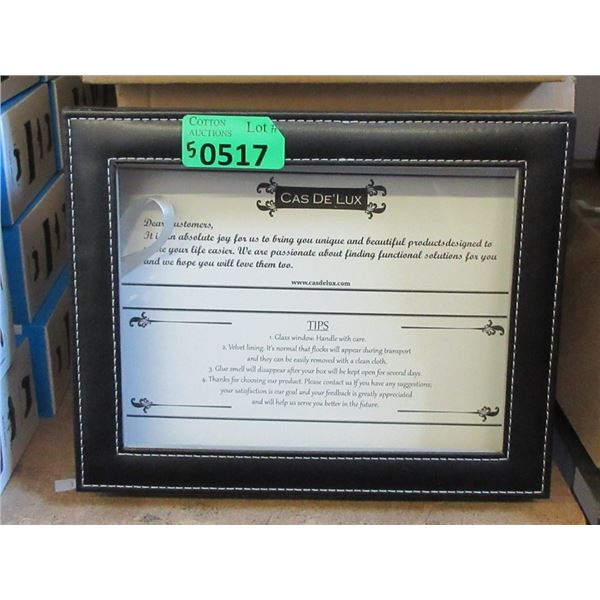 COTTON
AUCTIONS
Lot #
5 0517
CAS DE'LUX
Dear customers,
It is an absolute joy for us to bring you unique and beautiful productsdesigned to
your life easier. We are passionate about finding functional solutions for you
and we hope you will love them too.
www.casdelux.com
TIPS
1. Glass window. Handle with care.
2. Velvet lining. It's normal that flocks will appear during transport
and they can be easily removed with a clean cloth.
3. Glue smell will dizappear after your box will be kept open for several days.
4. Thanks for choosing our product. Please contact us If you have any suggestions;
your satisfaction is our goal and your feedback is greatly appreciated
and will help us serve you better in the future.